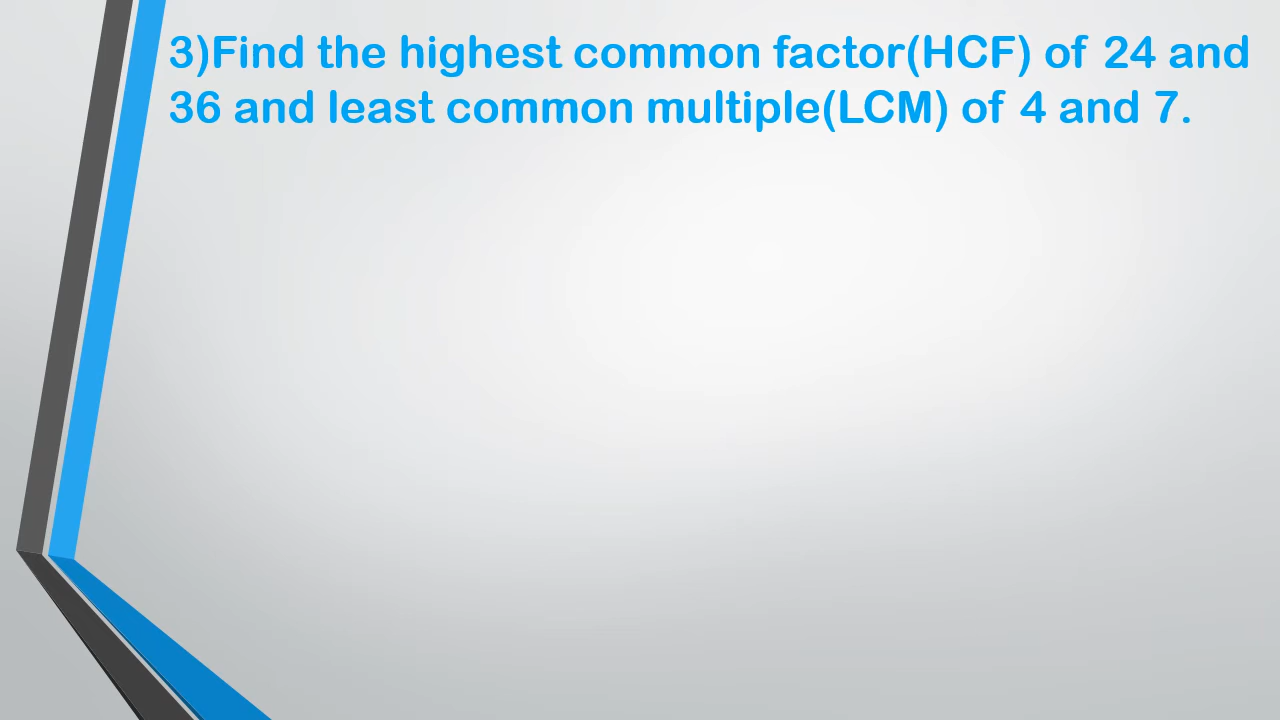 3)Find the highest common factor(HCF) of 24 and
36 and least common multiple(LCM) of 4 and 7.